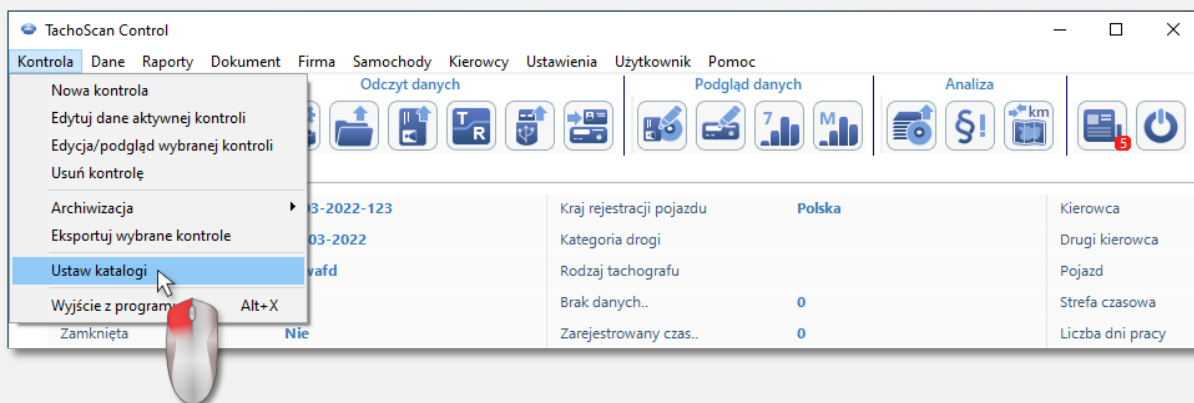 TachoScan Control
Kontrola Dane Raporty Dokument Firma Samochody Kierowcy Ustawienia Użytkownik Pomoc
Nowa kontrola
Edytuj dane aktywnej kontroli
Edycja/podgląd wybranej kontroli
Usuń kontrolę
Archiwizacja
Eksportuj wybrane kontrole
Ustaw katalogi
Wyjście z programu Alt+X
Odczyt danych Podgląd danych Analiza
T R 7 M §! km 5
03-2022-123 Kraj rejestracji pojazdu Polska Kierowca
03-2022 Kategoria drogi Drugi kierowca
Rodzaj tachografu Pojazd
Brak danych.. 0 Strefa czasowa
Zamknięta Nie Zarejestrowany czas.. 0 Liczba dni pracy